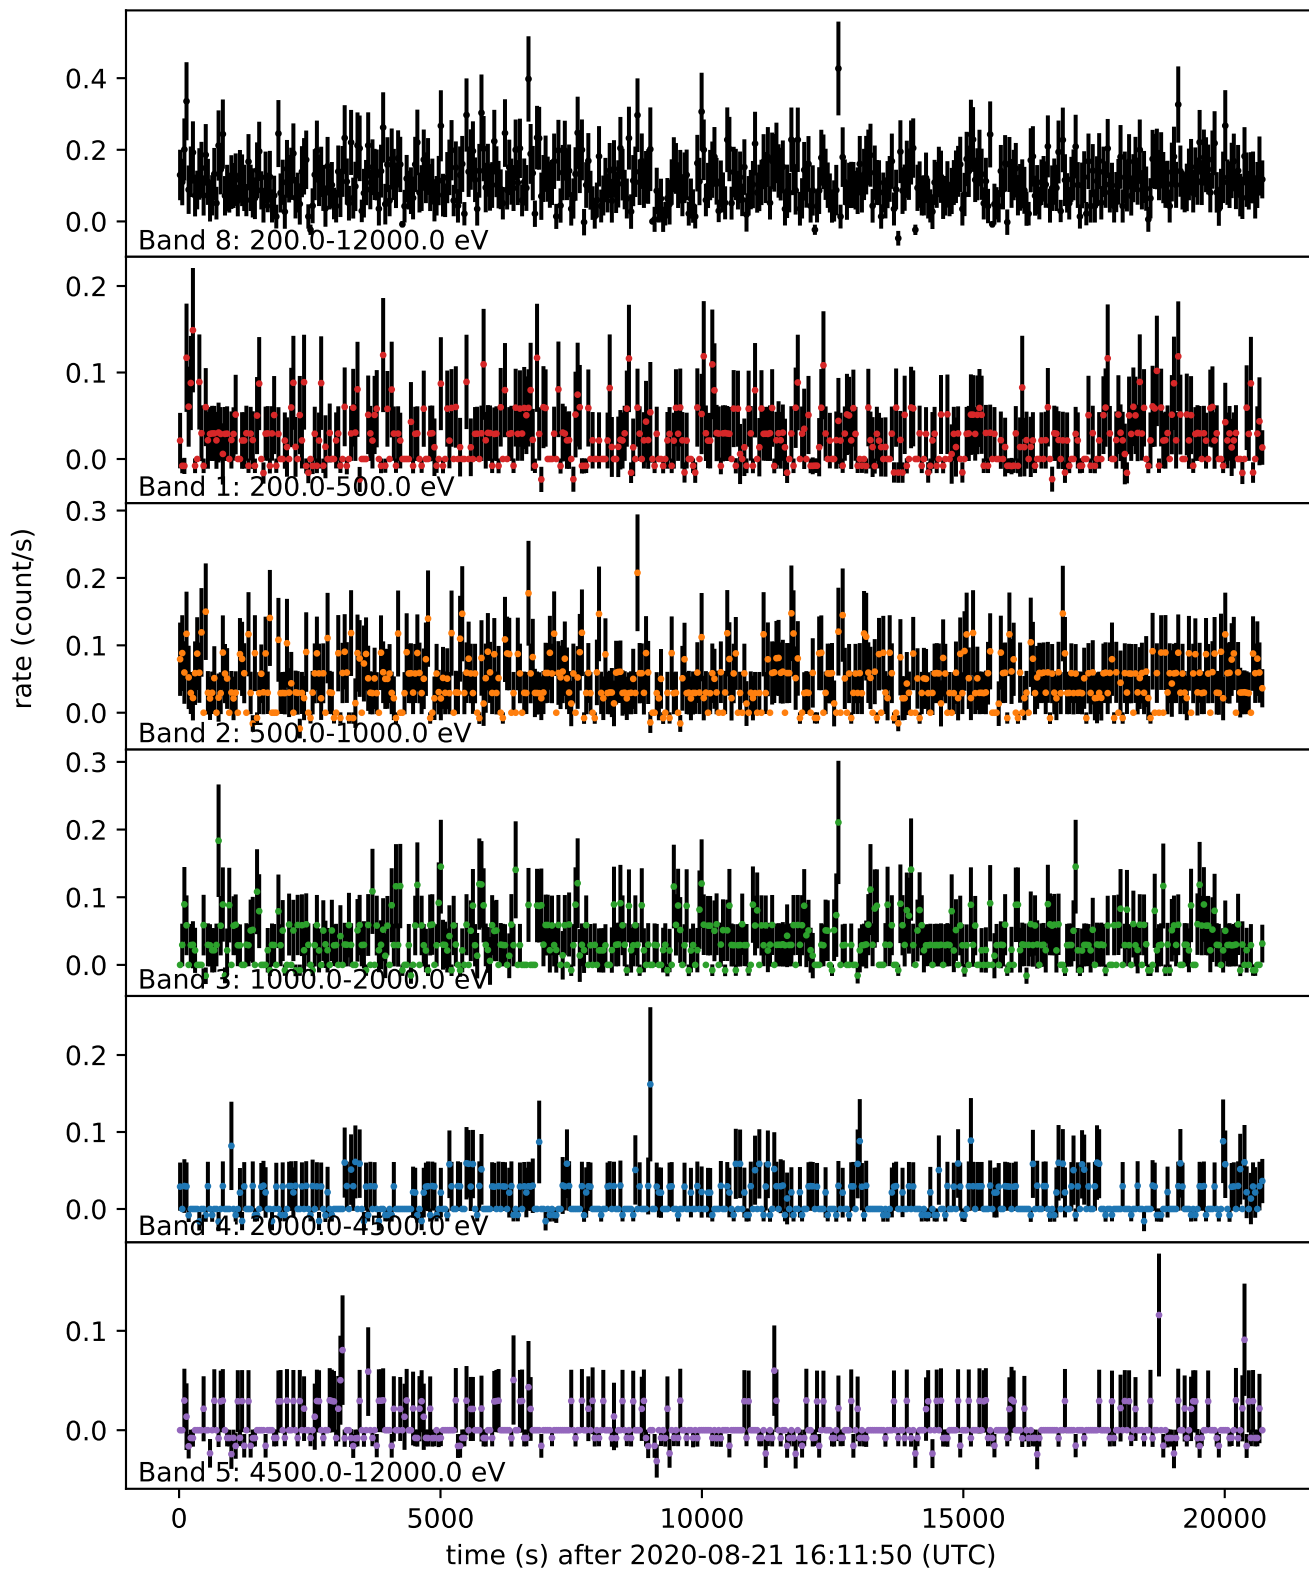 0.4
0.2
0.0
Band 8: 200.0-12000.0 eV
0.2
0.1
0.0
Band 1: 200.0-500.0 eV
0.3
0.2
0.1
0.0
Band 2: 500.0-1000.0 eV
rate (count/s)
0.3
0.2
0.1
0.0
Band 3: 1000.0-2000.0 eV
0.2
0.1
0.0
Band 4: 2000.0-4500.0 eV
0.1
0.0
Band 5: 4500.0-12000.0 eV
0 5000 10000 15000 20000
time (s) after 2020-08-21 16:11:50 (UTC)